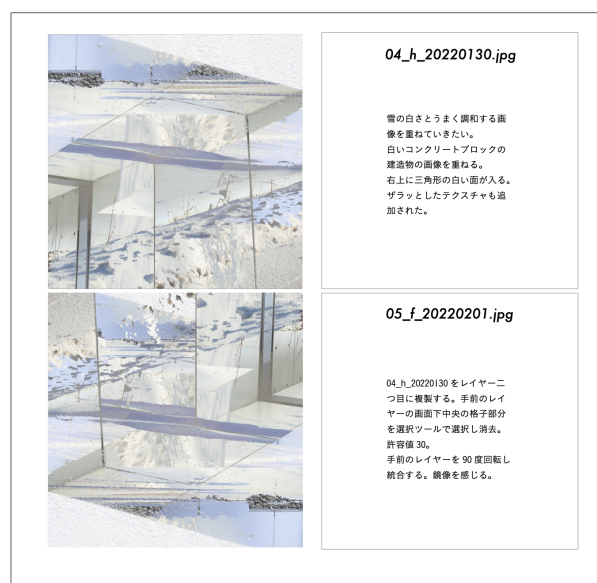 04_h_20220130.jpg
雪の白さとうまく調和する画
像を重ねていきたい。
白いコンクリートブロックの
建造物の画像を重ねる。
右上に三角形の白い面が入る。
ザラッとしたテクスチャも追
加された。
05_f_20220201.jpg
04_h_20220130 をレイヤー二
つ目に複製する。手前のレイ
ヤーの画面下中央の格子部分
を選択ツールで選択し消去。
許容値 30。
手前のレイヤーを 90 度回転し
統合する。鏡像を感じる。